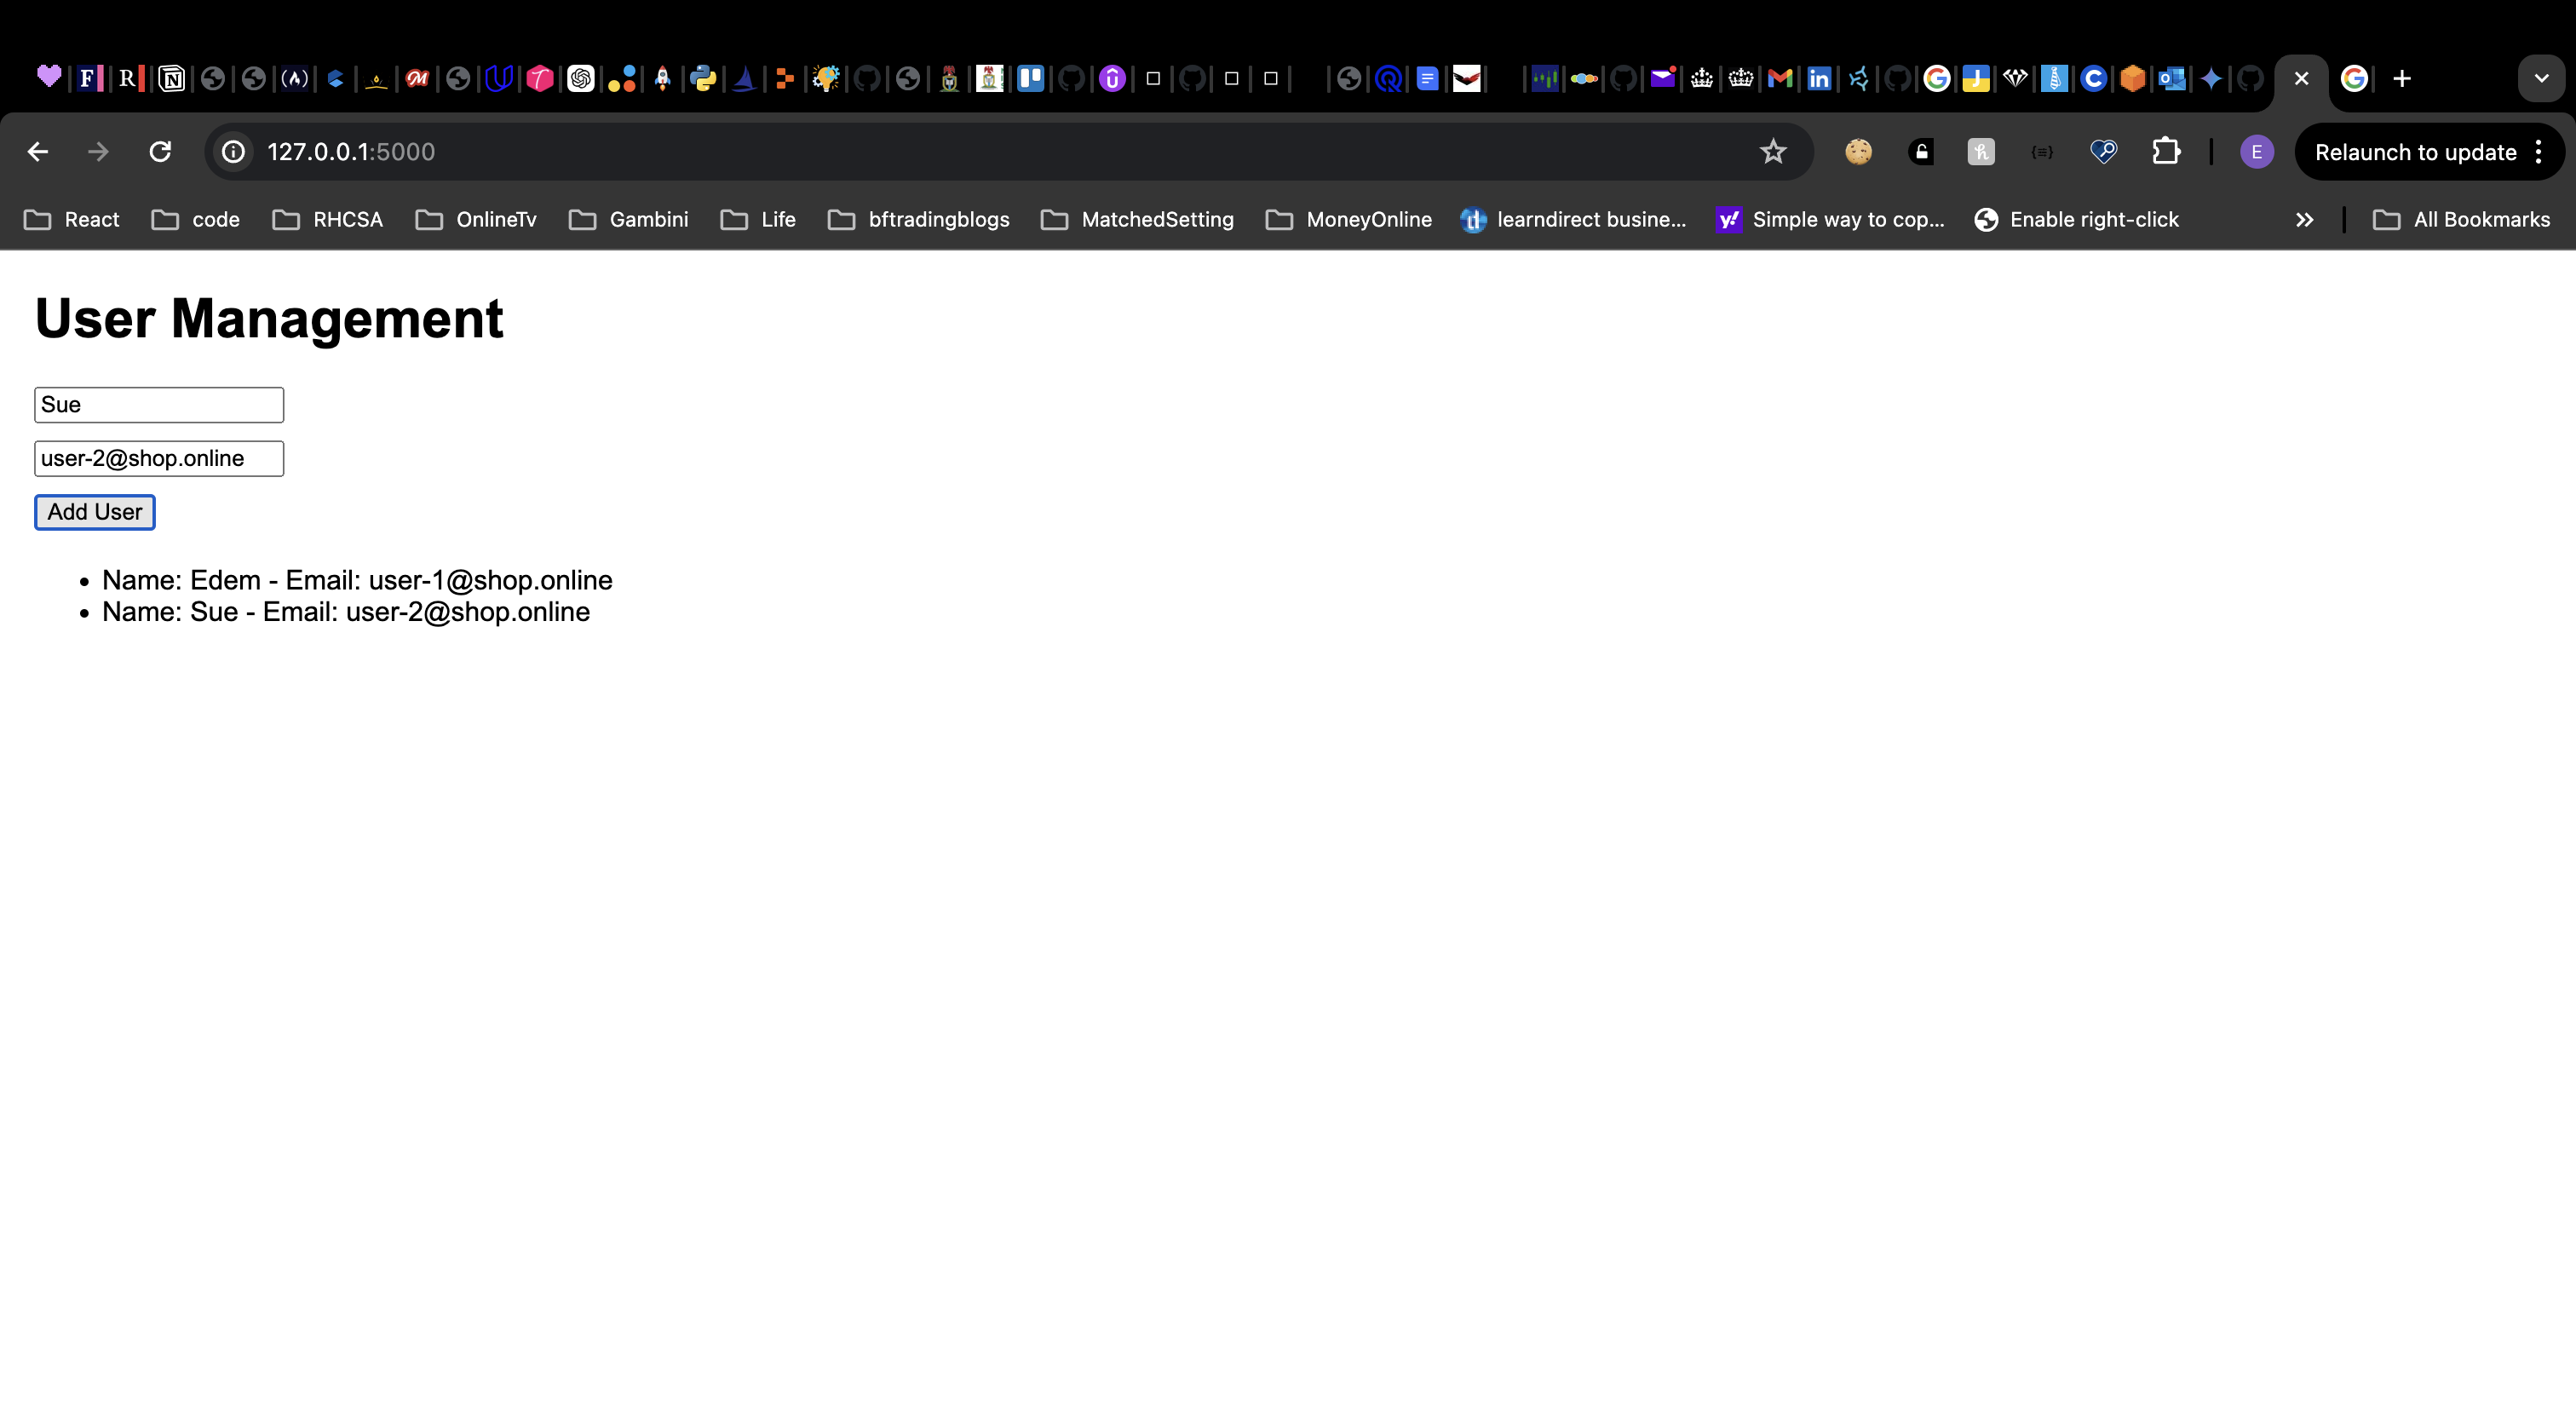 127.0.0.1:5000
Relaunch to update
React code RHCSA OnlineTv Gambini Life bftradingblogs MatchedSetting MoneyOnline learndirect busine... Simple way to cop... Enable right-click All Bookmarks
User Management
Sue
user-2@shop.online
Add User
Name: Edem - Email: user-1@shop.online
Name: Sue - Email: user-2@shop.online